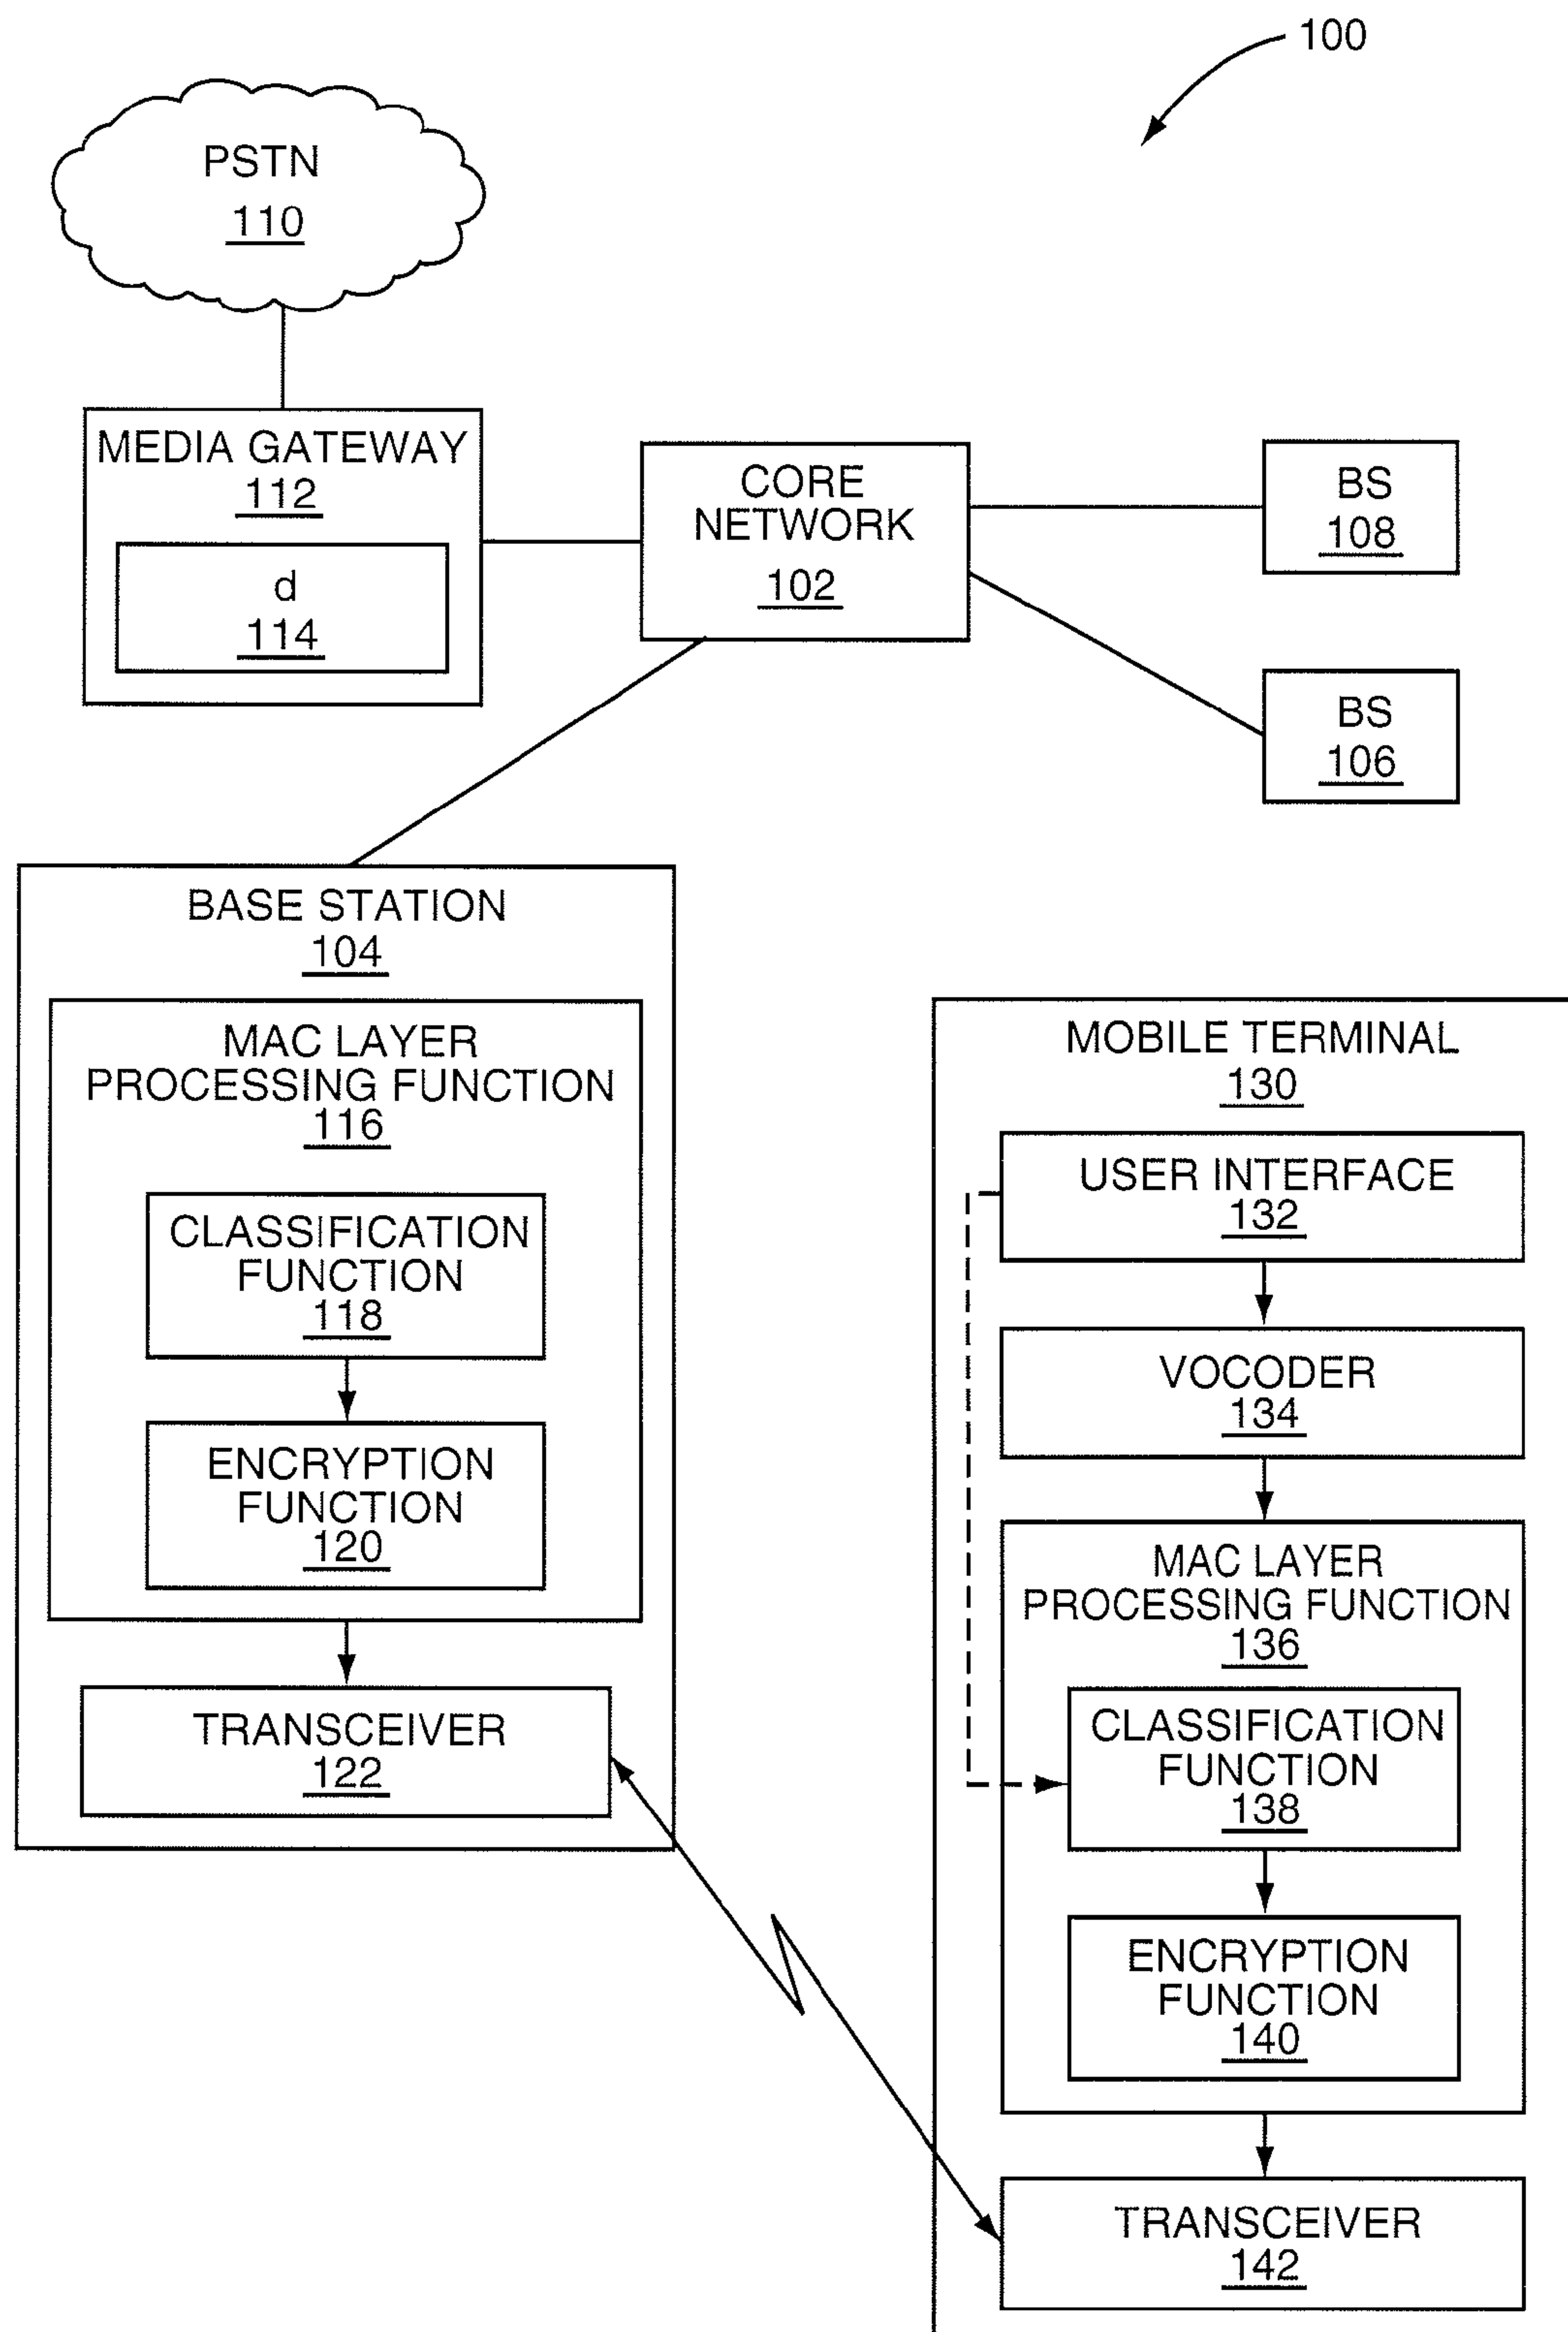 100
PSTN
110
MEDIA GATEWAY
112
d
114
CORE
NETWORK
102
BS
108
BS
106
BASE STATION
104
MAC LAYER
PROCESSING FUNCTION
116
CLASSIFICATION
FUNCTION
118
ENCRYPTION
FUNCTION
120
TRANSCEIVER
122
MOBILE TERMINAL
130
USER INTERFACE
132
VOCODER
134
MAC LAYER
PROCESSING FUNCTION
136
CLASSIFICATION
FUNCTION
138
ENCRYPTION
FUNCTION
140
TRANSCEIVER
142